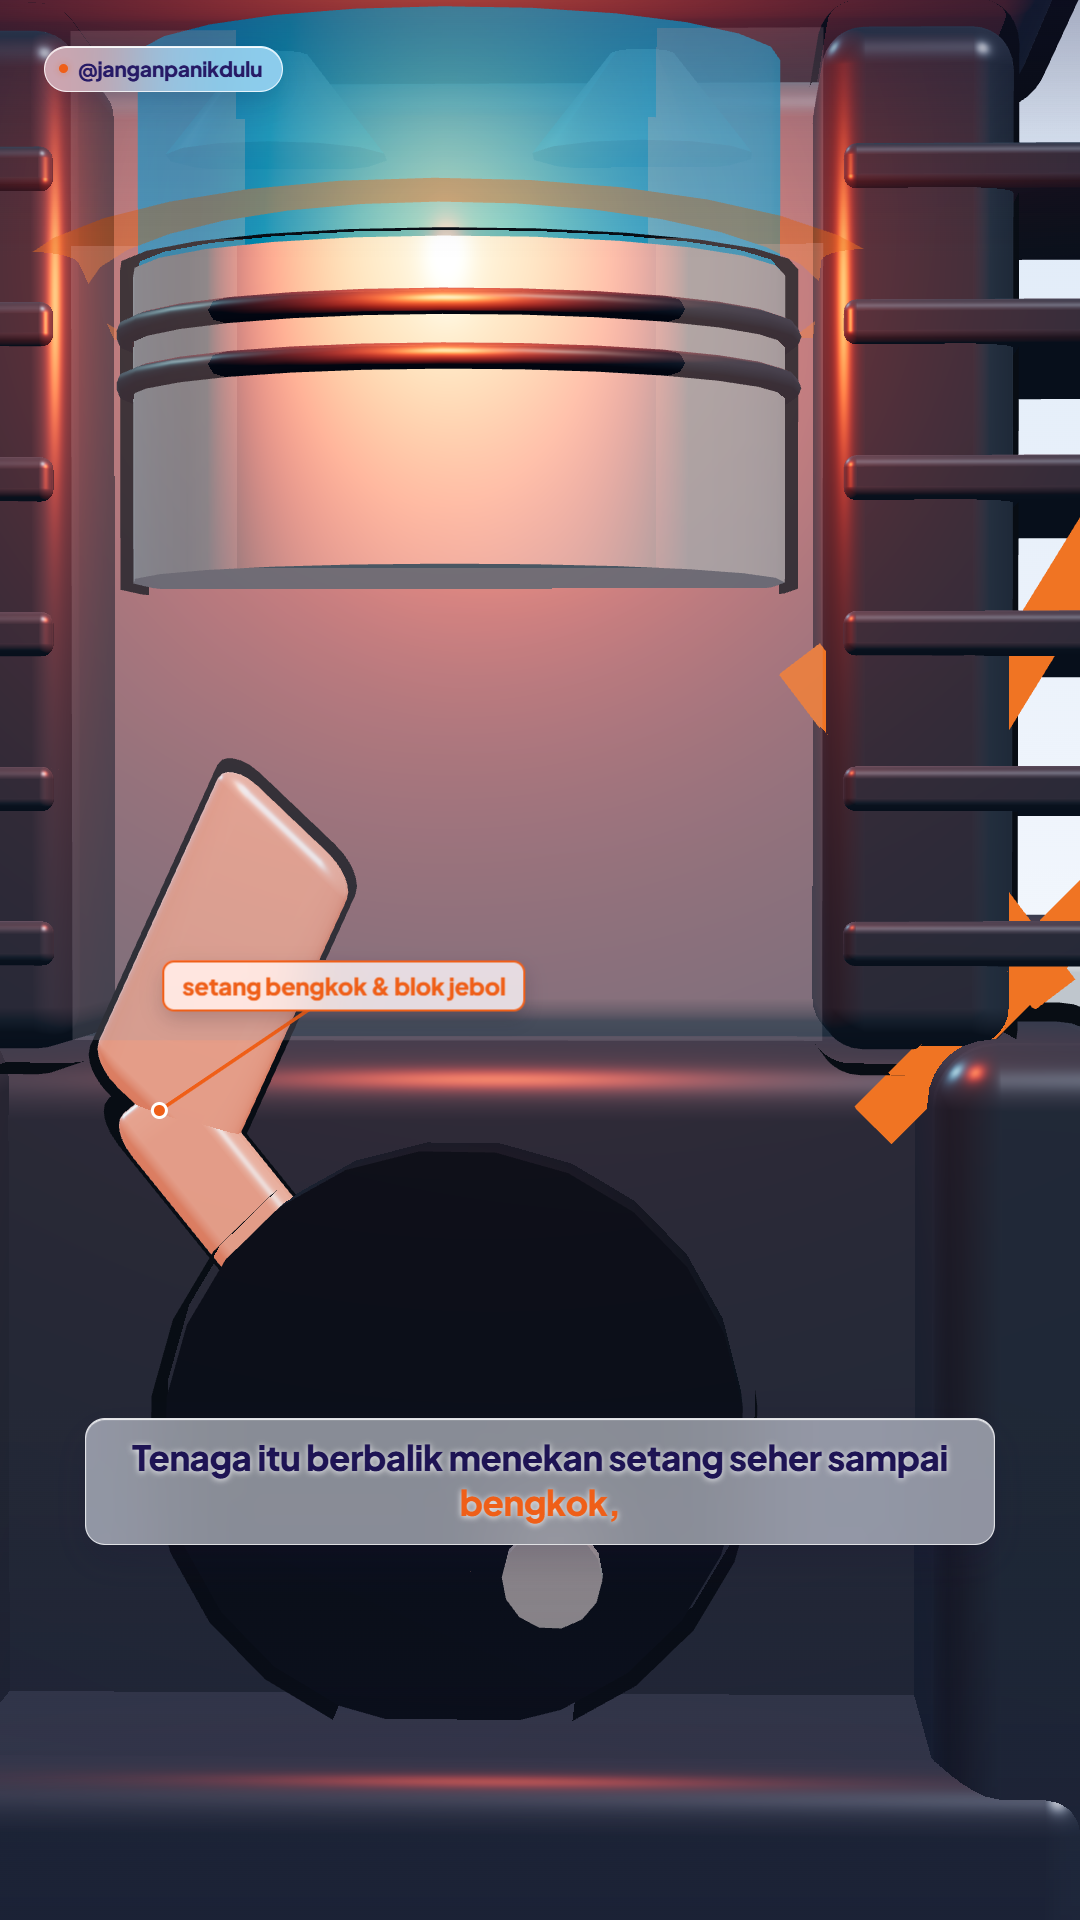 @janganpanikdulu
setang bengkok & blok jebol
Tenaga itu berbalik menekan setang seher sampai
bengkok,